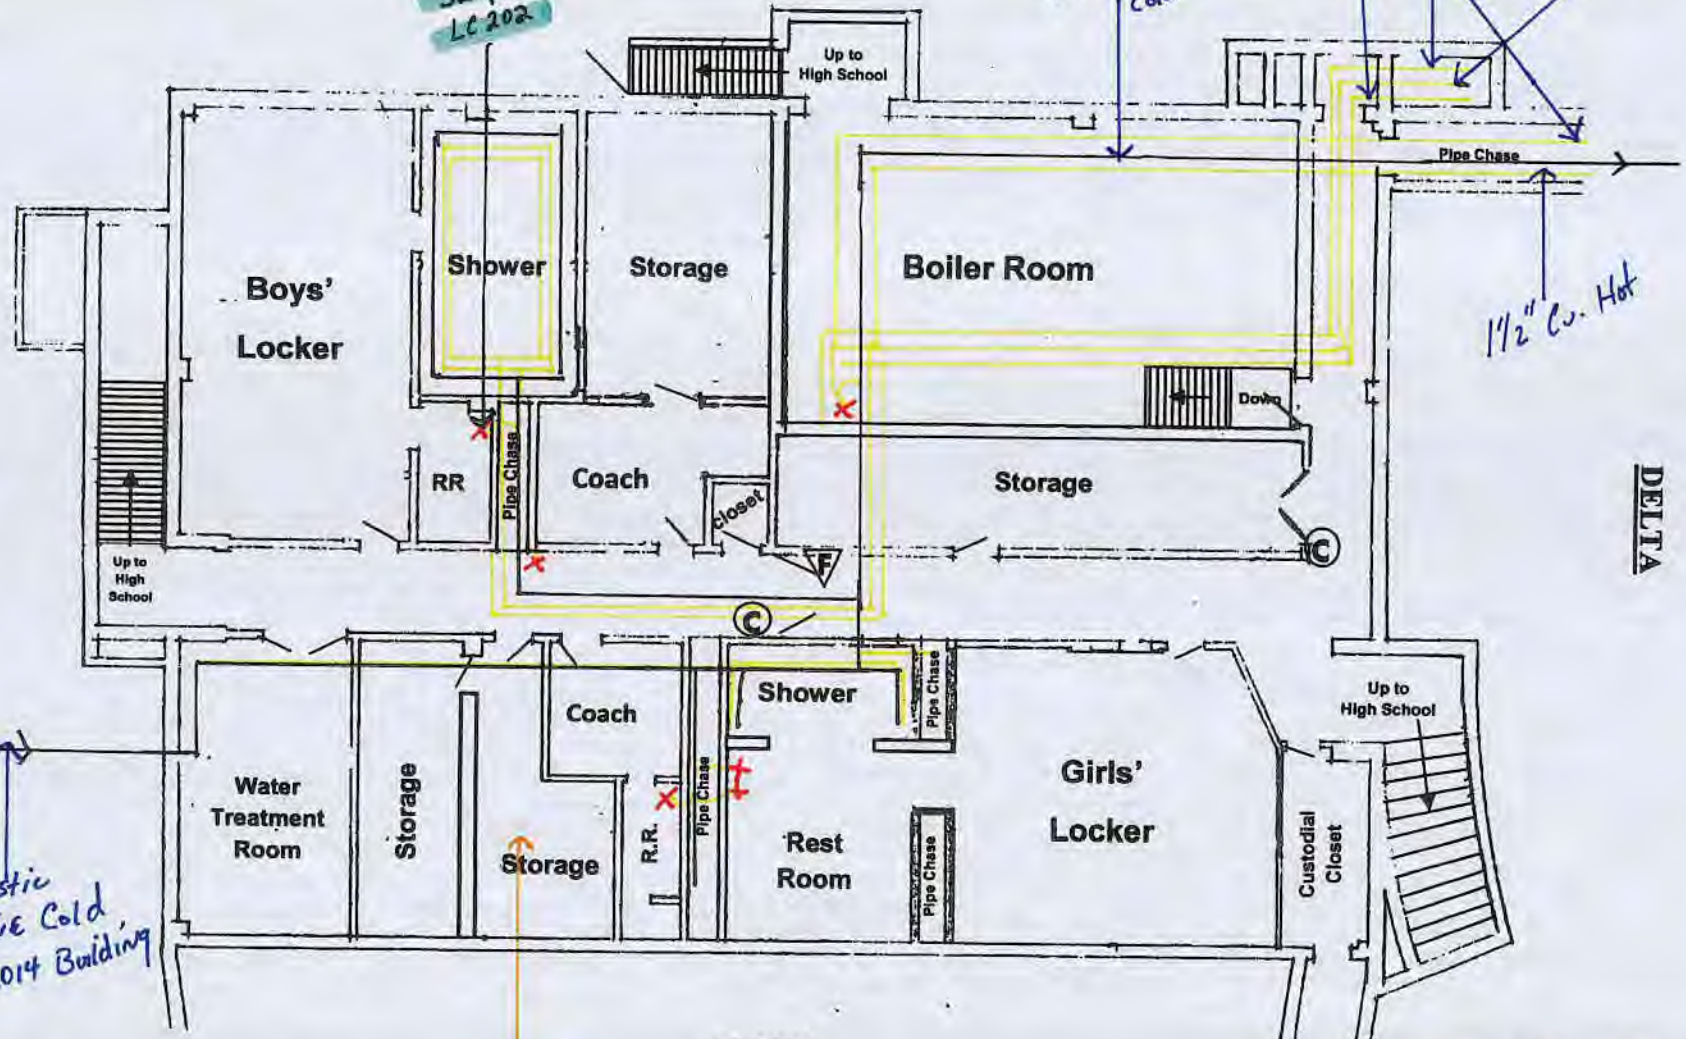 LC 202
Up to
High School
Pipe Chase
Shower
Storage
Boiler Room
Boys'
Locker
1½" Cu. Hot
Down
RR
Pipe Chase
Coach
closet
Storage
DELTA
F
C
Up to
High
School
C
Shower
Pipe Chase
Coach
Up to
High School
Water
Treatment
Room
Storage
Storage
R.R.
Pipe Chase
Rest
Room
Pipe Chase
Girls'
Locker
Custodial
Closet
Cold
014 Building